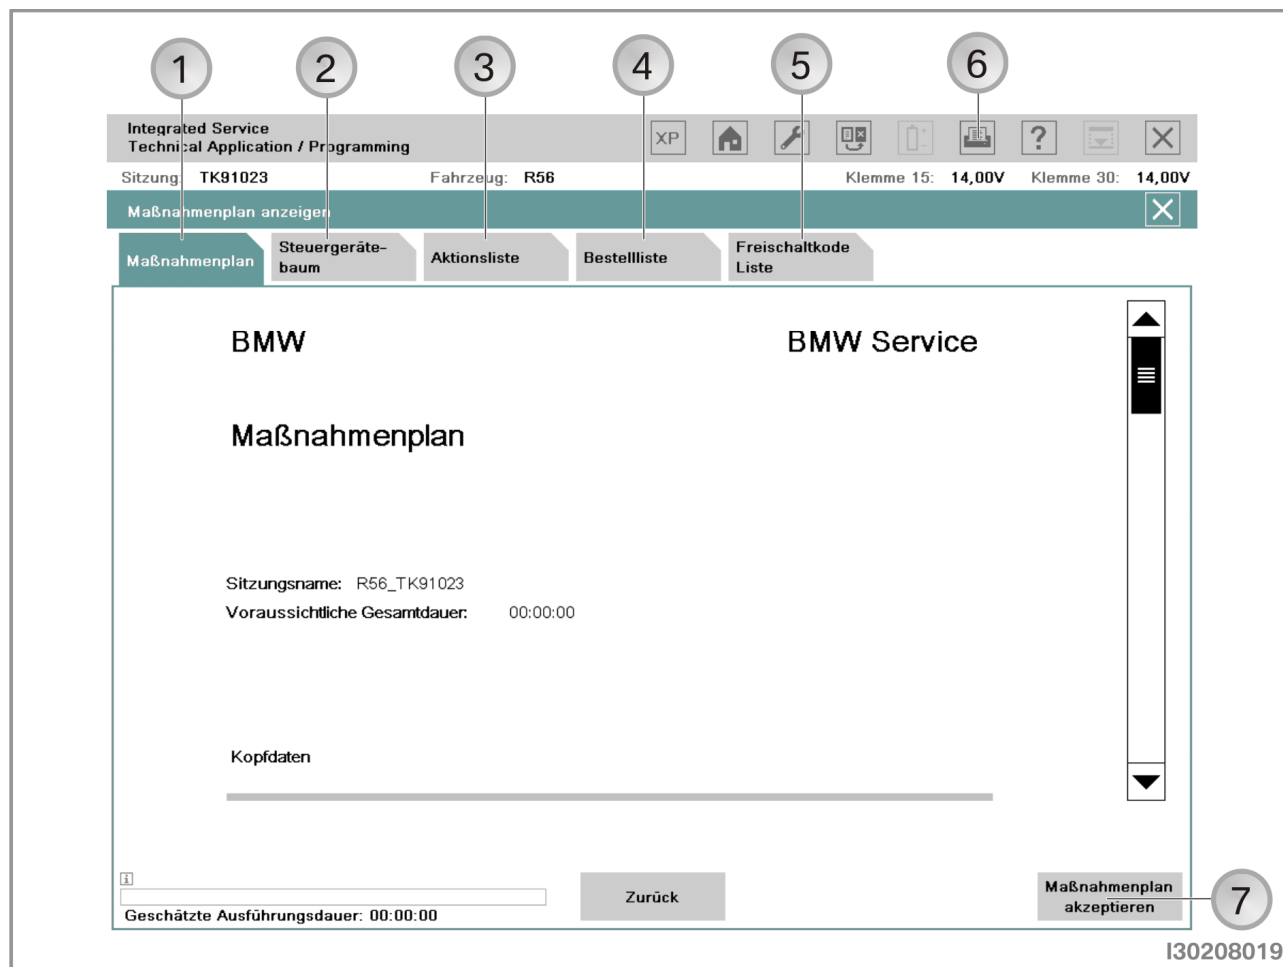 1 2 3 4 5 6
Integrated Service
Technical Application / Programming
XP ?
Sitzung: TK91023 Fahrzeug: R56 Klemme 15: 14,00V Klemme 30: 14,00V
Maßnahmenplan anzeigen
Maßnahmenplan
Steuergeräte-
baum
Aktionsliste
Bestellliste
Freischaltkode
Liste
BMW BMW Service
Maßnahmenplan
Sitzungsname: R56_TK91023
Voraussichtliche Gesamtdauer: 00:00:00
Kopfdaten
i
Geschätzte Ausführungsdauer: 00:00:00
Zurück
Maßnahmenplan
akzeptieren
7
I30208019